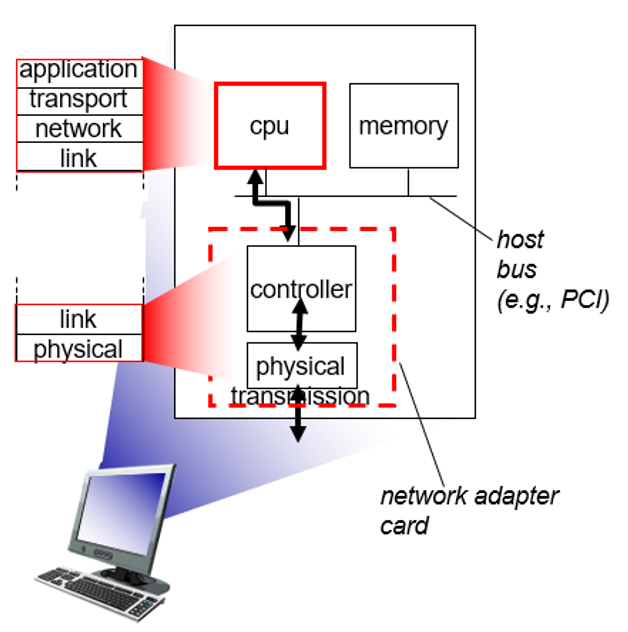 application
transport
network
link
cpu
memory
host
bus
(e.g., PCI)
controller
link
physical
physical
transmission
network adapter
card